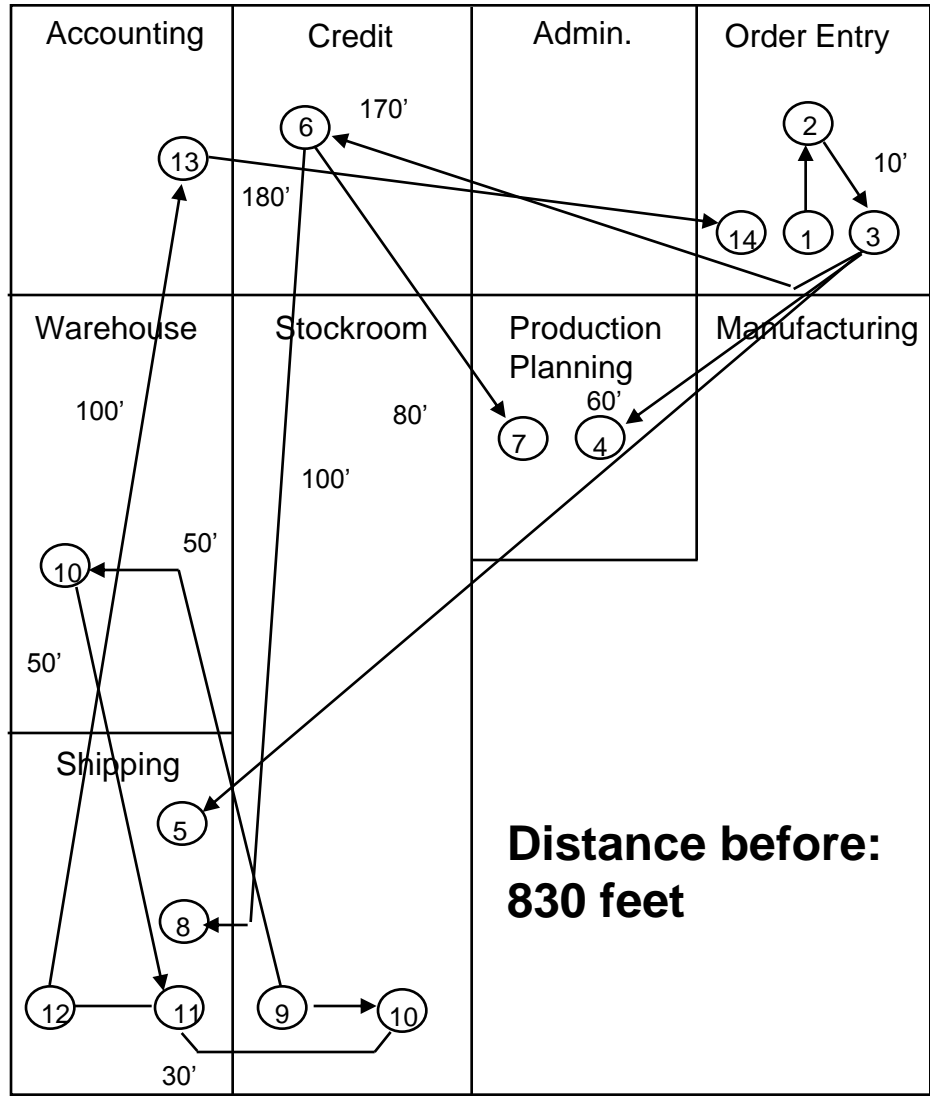 Accounting
Credit
Admin.
Order Entry
170’
6
2
13
10’
180’
14
1
3
Warehouse
Stockroom
Production
Planning
Manufacturing
60’
100’
80’
7
4
100’
50’
10
50’
Shipping
5
Distance before:
830 feet
8
12
11
9
10
30’